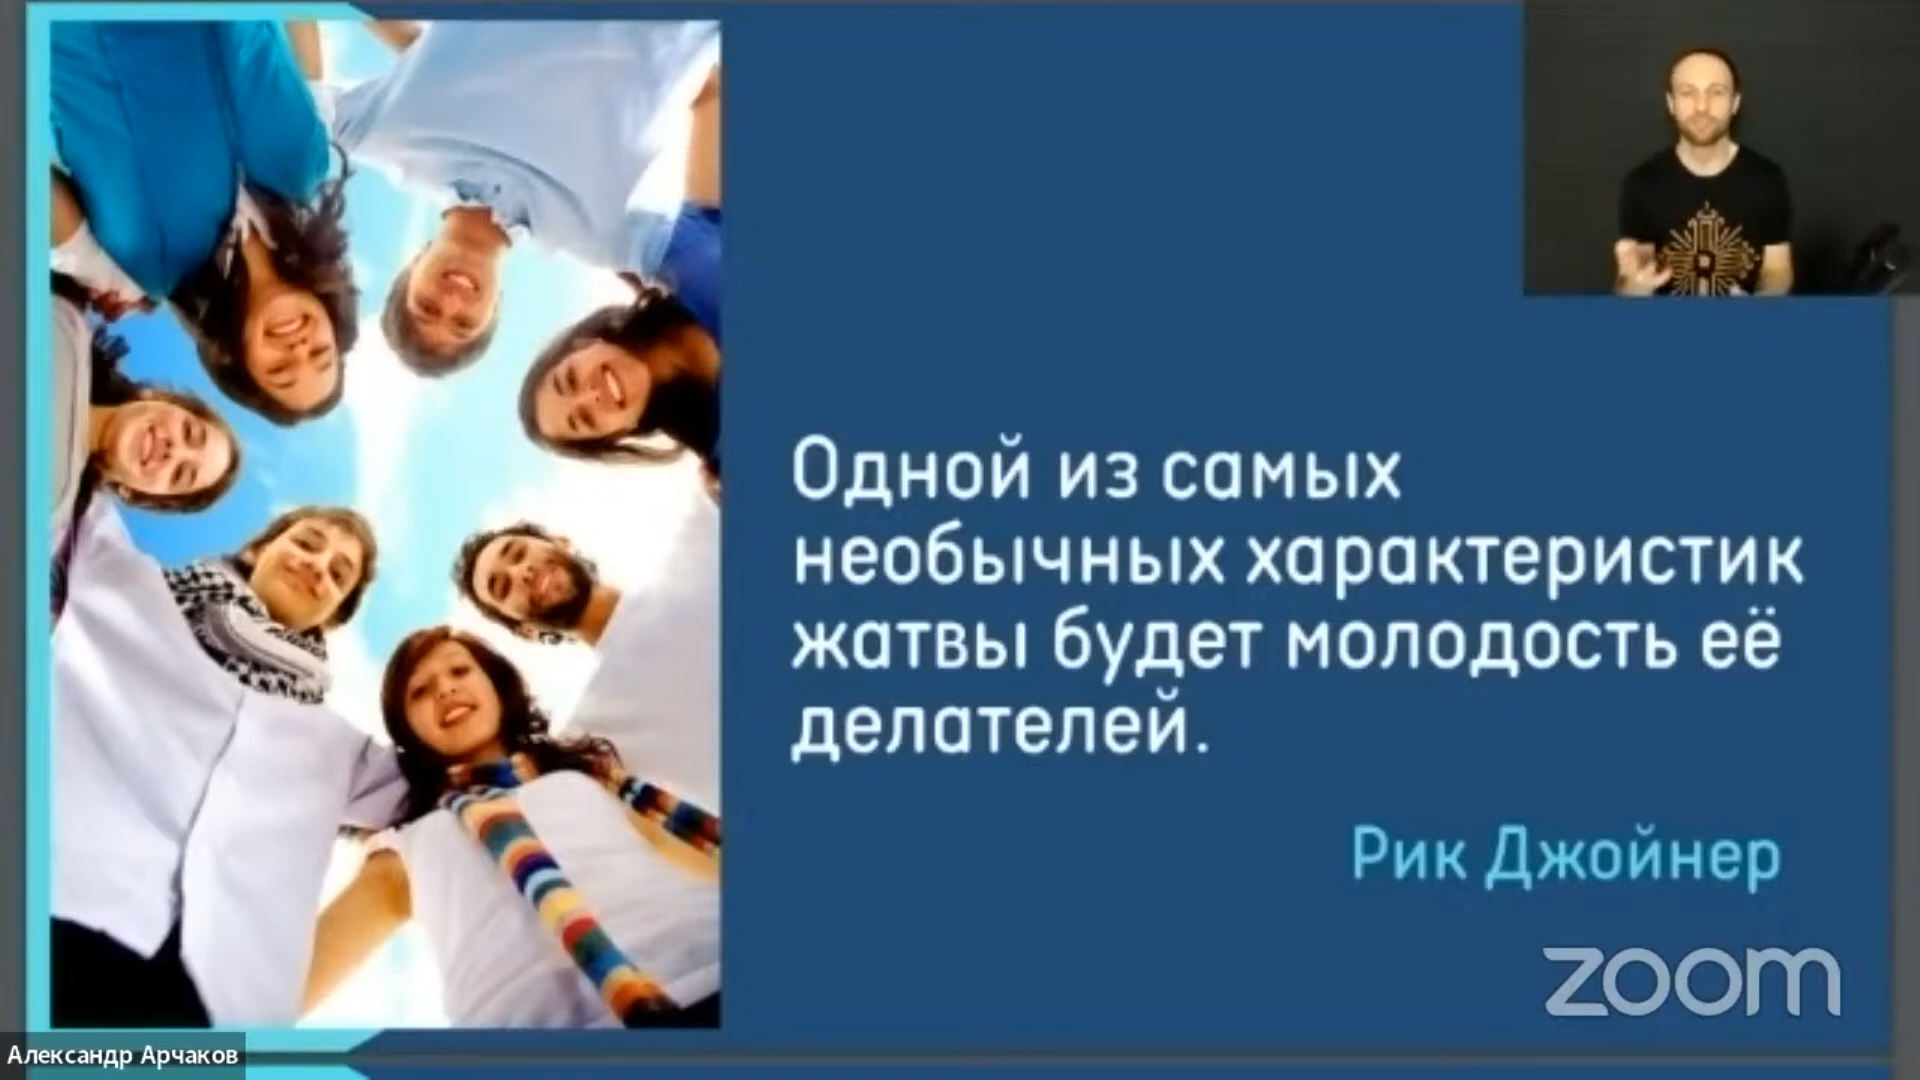 Одной из самых
необычных характеристик
жатвы будет молодость её
делателей.
Рик Джойнер
zoom
Александр Арчаков